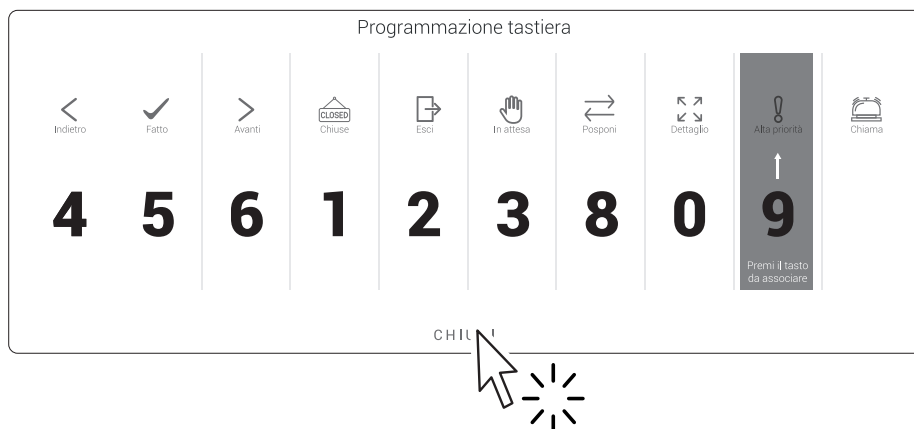 Programmazione tastiera
Indietro Fatto Avanti CLOSED Chiuse Esci In attesa Posponi Dettaglio Alta priorità Chiama
4 5 6 1 2 3 8 0 9
Premi il tasto
da associare